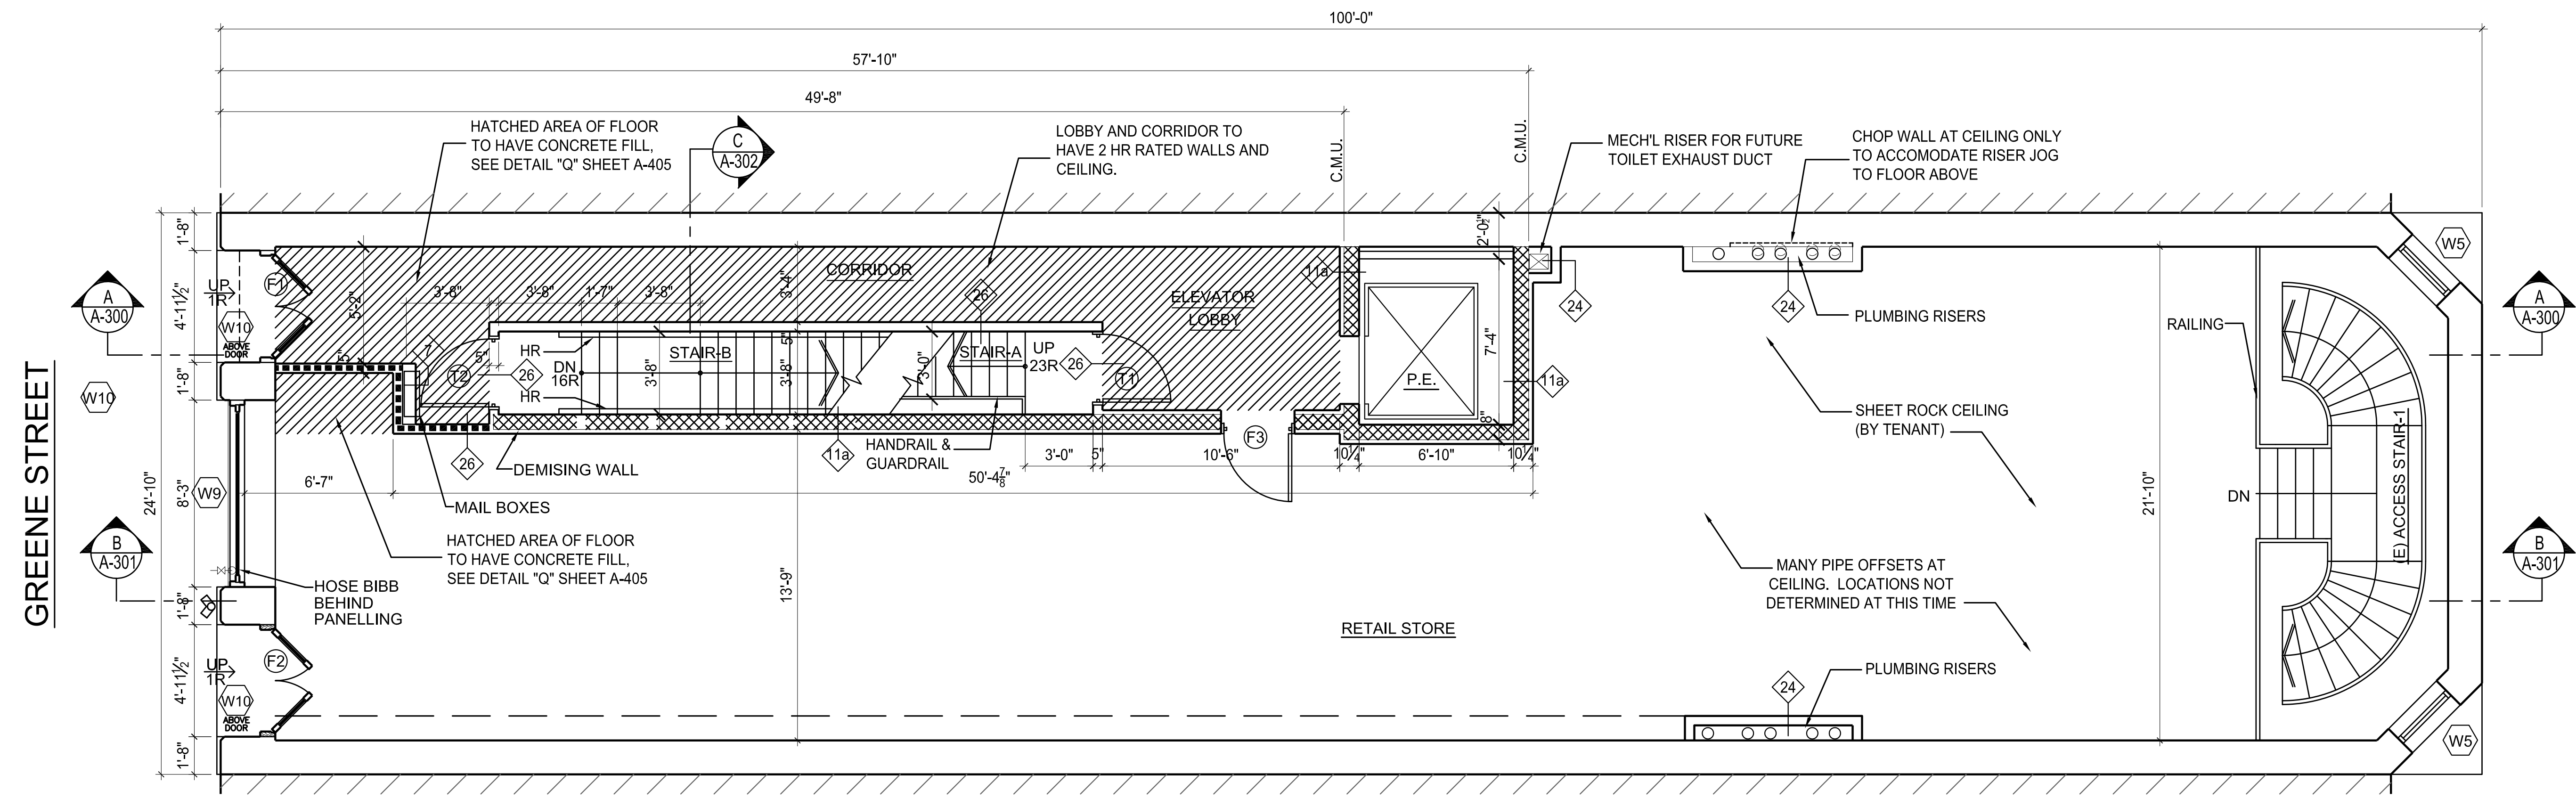 100'-0"
57'-10"
49'-8"
HATCHED AREA OF FLOOR
TO HAVE CONCRETE FILL,
SEE DETAIL "Q" SHEET A-405
C
A-302
LOBBY AND CORRIDOR TO
HAVE 2 HR RATED WALLS AND
CEILING.
C.M.U.
C.M.U.
MECH'L RISER FOR FUTURE
TOILET EXHAUST DUCT
CHOP WALL AT CEILING ONLY
TO ACCOMODATE RISER JOG
TO FLOOR ABOVE
1'-8"
2'-0½"
W5
A
A-300
UP
1R
F1
4'-11½"
W10
ABOVE
DOOR
5'-2"
CORRIDOR
3'-4"
3'-8"
3'-8"
1'-7"
3'-8"
26
ELEVATOR
LOBBY
11a
24
24
PLUMBING RISERS
A
A-300
RAILING
GREENE STREET
24'-10"
1'-8"
W10
5"
7
T2
5"
26
HR
DN
16R
HR
STAIR-B
3'-8"
5"
3'-8"
3'-0"
STAIR-A
UP
23R
26
T1
7'-4"
P.E.
11a
8"
SHEET ROCK CEILING
(BY TENANT)
(E) ACCESS STAIR-1
26
DEMISING WALL
11a
HANDRAIL &
GUARDRAIL
F3
3'-0"
5"
10'-6"
10¼"
6'-10"
10¼"
W9
8'-3"
6'-7"
50'-4⅞"
21'-10"
DN
MAIL BOXES
B
A-301
HATCHED AREA OF FLOOR
TO HAVE CONCRETE FILL,
SEE DETAIL "Q" SHEET A-405
HOSE BIBB
BEHIND
PANELLING
13'-9"
MANY PIPE OFFSETS AT
CEILING. LOCATIONS NOT
DETERMINED AT THIS TIME
B
A-301
1'-8"
RETAIL STORE
UP
1R
F2
4'-11½"
W10
ABOVE
DOOR
PLUMBING RISERS
24
1'-8"
W5